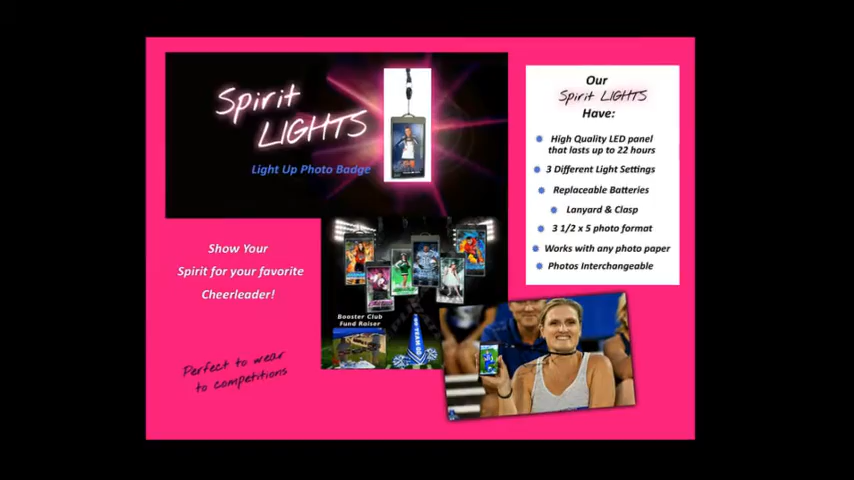 Spirit
LIGHTS
Light Up Photo Badge
Show Your
Spirit for your favorite
Cheerleader!
Perfect to wear
to competitions
Booster Club
Fund Raiser
Our
Spirit LIGHTS
Have:
High Quality LED panel
that lasts up to 22 hours
3 Different Light Settings
Replaceable Batteries
Lanyard & Clasp
3 1/2 x 5 photo format
Works with any photo paper
Photos Interchangeable